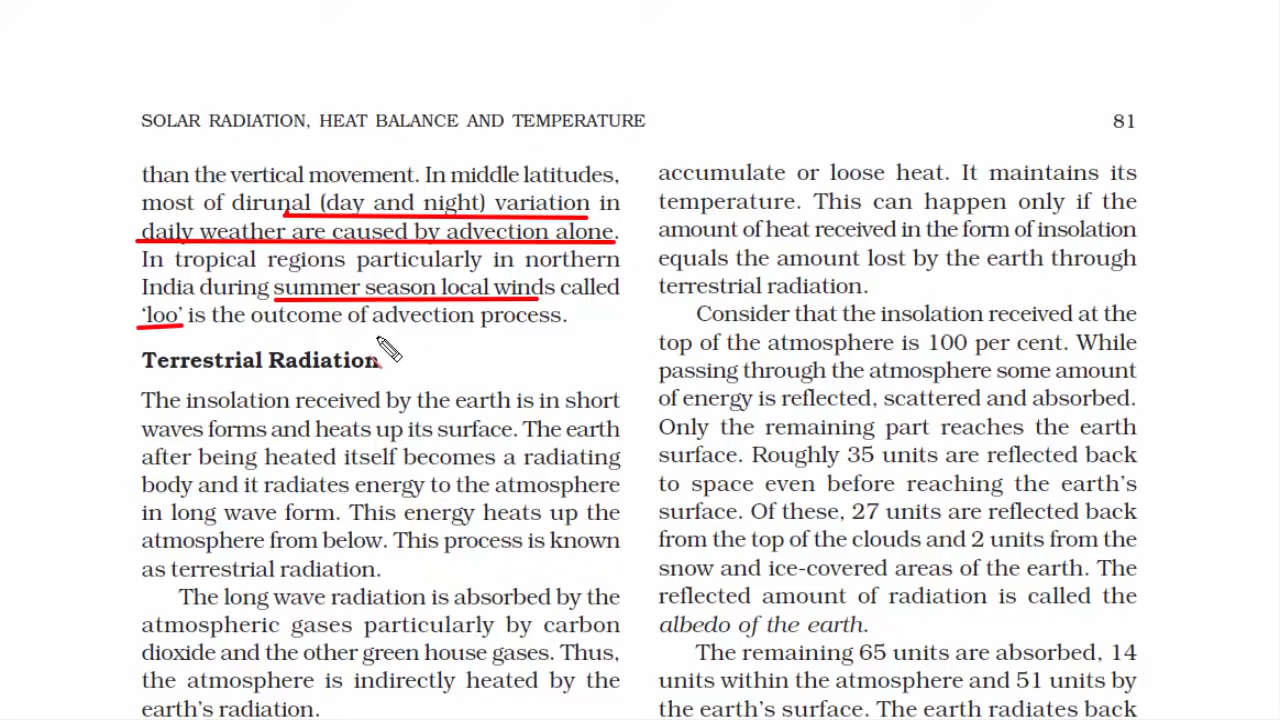 SOLAR RADIATION, HEAT BALANCE AND TEMPERATURE 81
than the vertical movement. In middle latitudes,
most of dirunal (day and night) variation in
daily weather are caused by advection alone.
In tropical regions particularly in northern
India during summer season local winds called
‘loo’ is the outcome of advection process.
Terrestrial Radiation
The insolation received by the earth is in short
waves forms and heats up its surface. The earth
after being heated itself becomes a radiating
body and it radiates energy to the atmosphere
in long wave form. This energy heats up the
atmosphere from below. This process is known
as terrestrial radiation.
The long wave radiation is absorbed by the
atmospheric gases particularly by carbon
dioxide and the other green house gases. Thus,
the atmosphere is indirectly heated by the
earth’s radiation.
accumulate or loose heat. It maintains its
temperature. This can happen only if the
amount of heat received in the form of insolation
equals the amount lost by the earth through
terrestrial radiation.
Consider that the insolation received at the
top of the atmosphere is 100 per cent. While
passing through the atmosphere some amount
of energy is reflected, scattered and absorbed.
Only the remaining part reaches the earth
surface. Roughly 35 units are reflected back
to space even before reaching the earth’s
surface. Of these, 27 units are reflected back
from the top of the clouds and 2 units from the
snow and ice-covered areas of the earth. The
reflected amount of radiation is called the
albedo of the earth.
The remaining 65 units are absorbed, 14
units within the atmosphere and 51 units by
the earth’s surface. The earth radiates back